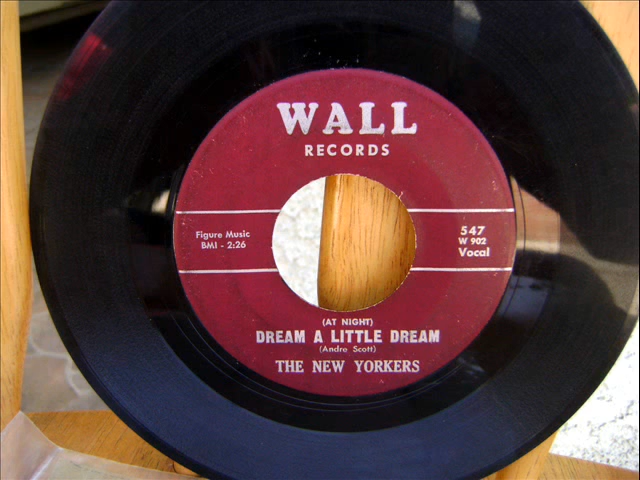 WALL
RECORDS
Figure Music
BMI - 2:26
547
W 902
Vocal
(AT NIGHT)
DREAM A LITTLE DREAM
(Andre Scott)
THE NEW YORKERS